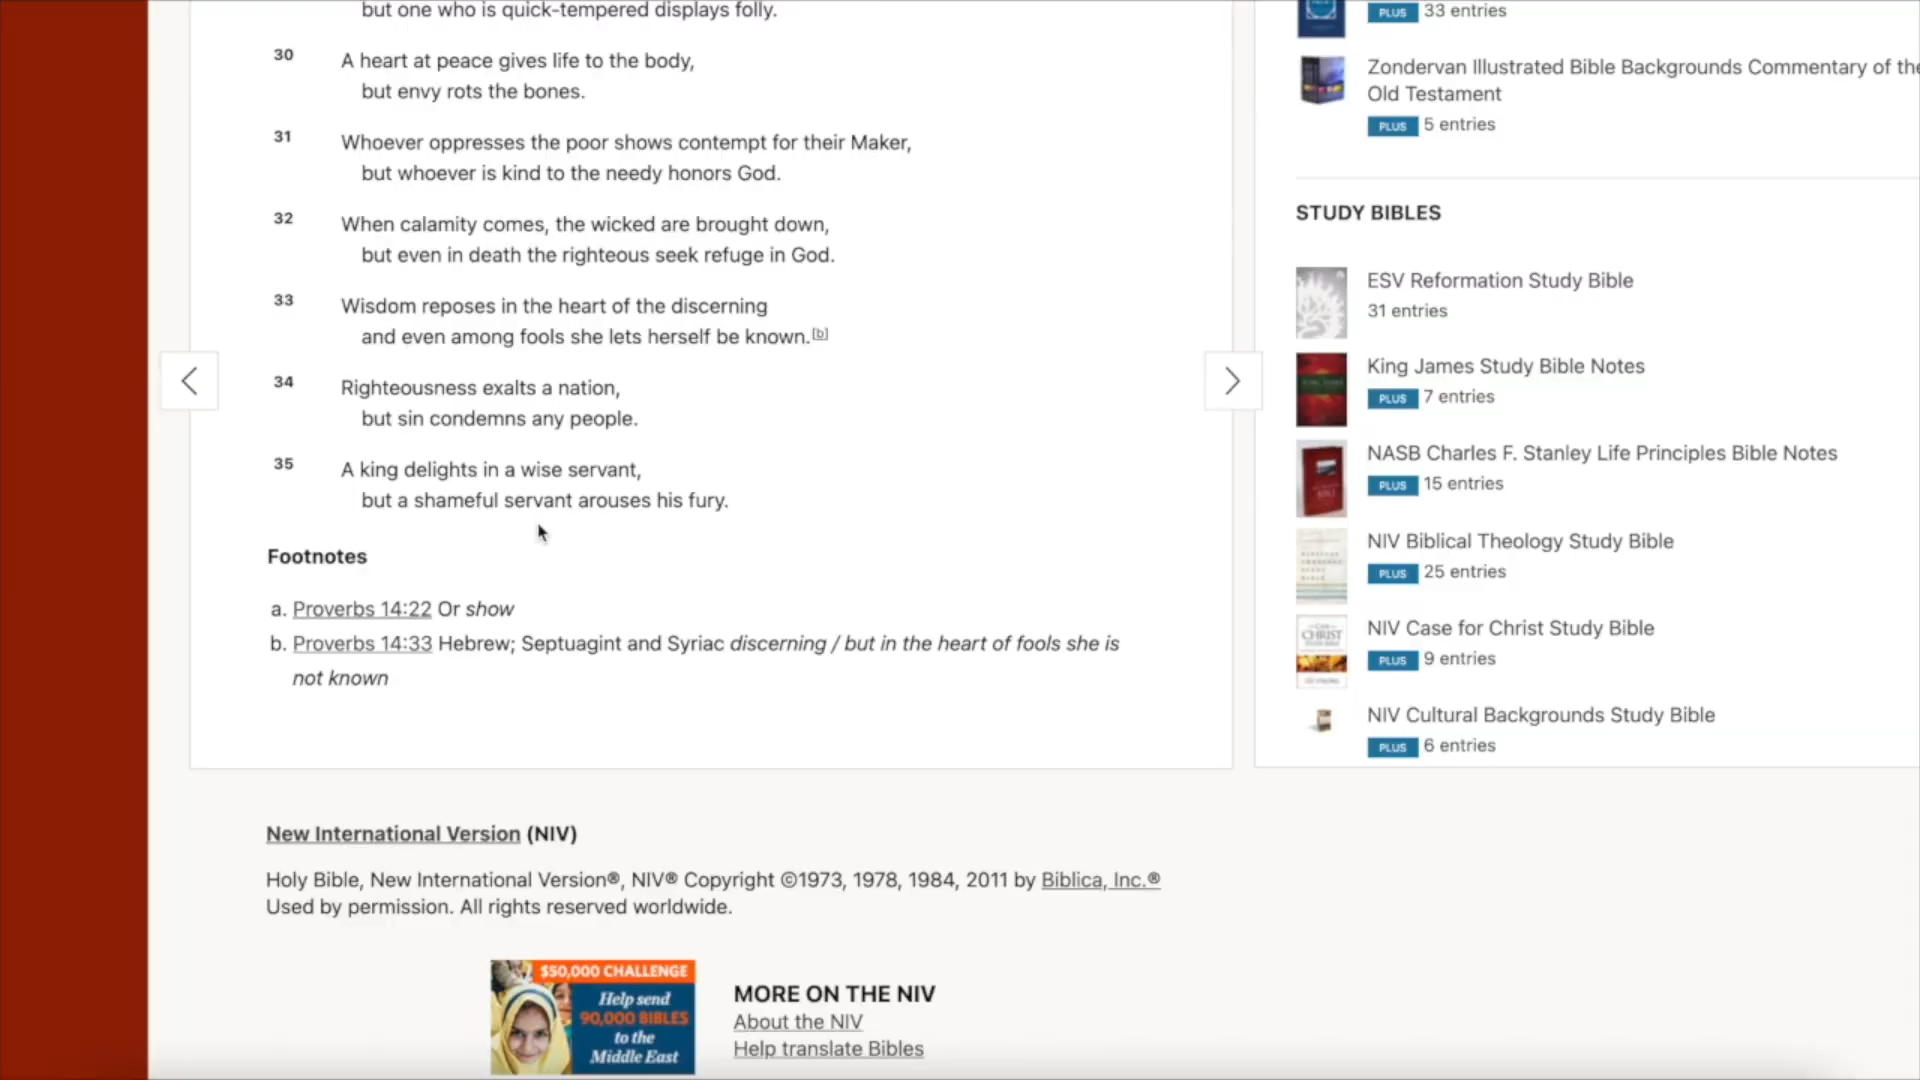 but one who is quick-tempered displays folly.
30 A heart at peace gives life to the body,
but envy rots the bones.
31 Whoever oppresses the poor shows contempt for their Maker,
but whoever is kind to the needy honors God.
32 When calamity comes, the wicked are brought down,
but even in death the righteous seek refuge in God.
33 Wisdom reposes in the heart of the discerning
and even among fools she lets herself be known.[b]
34 Righteousness exalts a nation,
but sin condemns any people.
35 A king delights in a wise servant,
but a shameful servant arouses his fury.
Footnotes
a. Proverbs 14:22 Or show
b. Proverbs 14:33 Hebrew; Septuagint and Syriac discerning / but in the heart of fools she is
not known
New International Version (NIV)
Holy Bible, New International Version®, NIV® Copyright ©1973, 1978, 1984, 2011 by Biblica, Inc.®
Used by permission. All rights reserved worldwide.
$50,000 CHALLENGE
Help send
90,000 BIBLES
to the
Middle East
MORE ON THE NIV
About the NIV
Help translate Bibles
PLUS 33 entries
Zondervan Illustrated Bible Backgrounds Commentary of the
Old Testament
PLUS 5 entries
STUDY BIBLES
ESV Reformation Study Bible
31 entries
King James Study Bible Notes
PLUS 7 entries
NASB Charles F. Stanley Life Principles Bible Notes
PLUS 15 entries
NIV Biblical Theology Study Bible
PLUS 25 entries
CHRIST
NIV Case for Christ Study Bible
PLUS 9 entries
NIV Cultural Backgrounds Study Bible
PLUS 6 entries